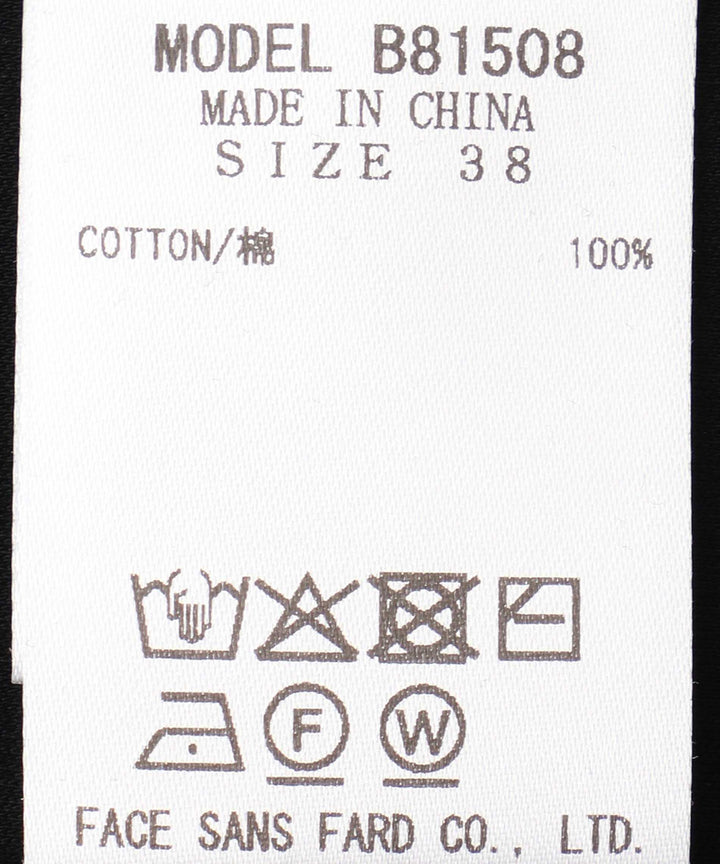 MODEL B81508
MADE IN CHINA
SIZE 38
COTTON/棉 100%
F W
FACE SANS FARD CO., LTD.